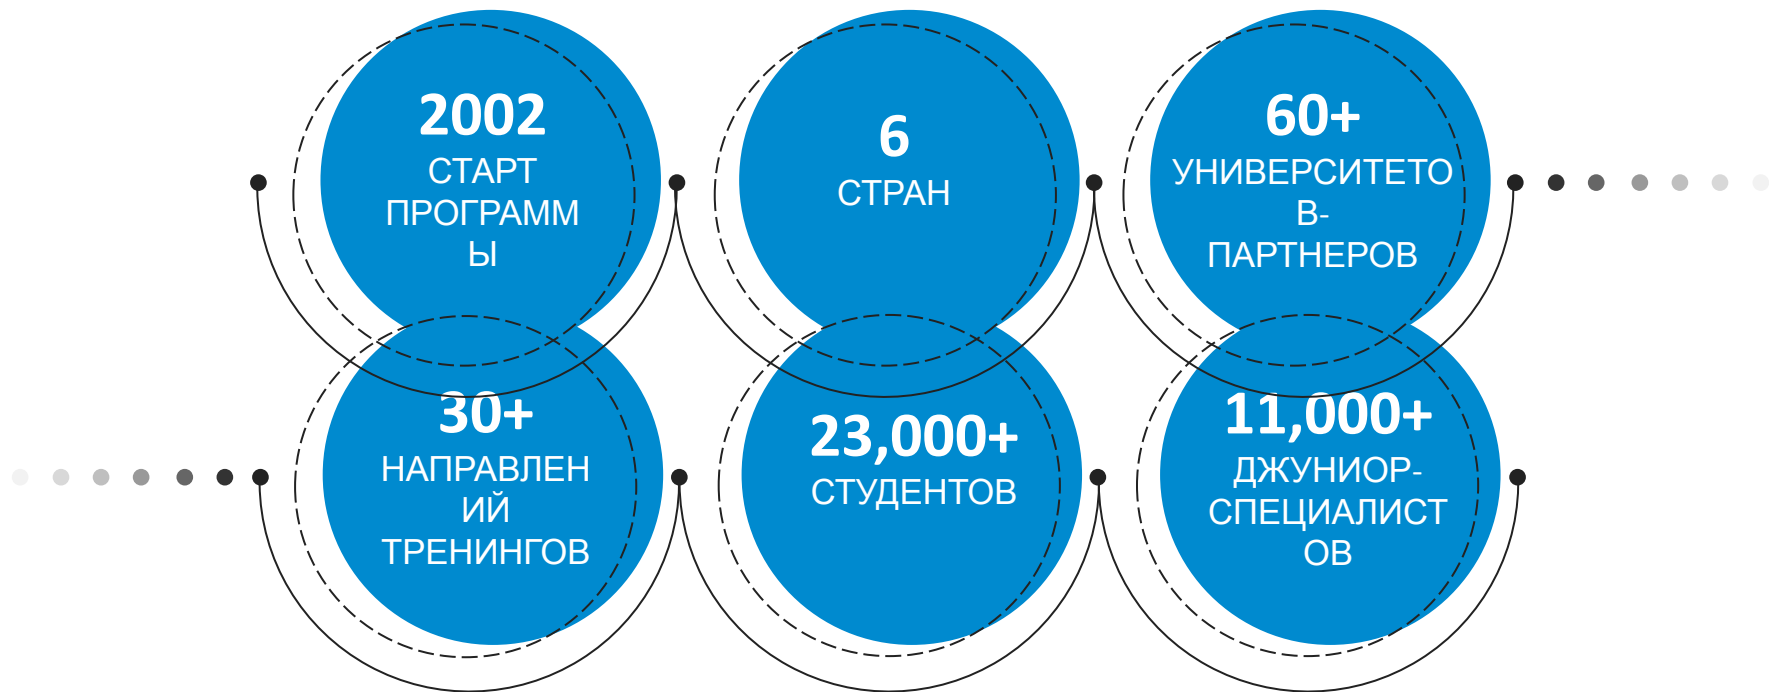 2002
СТАРТ
ПРОГРАММ
Ы
6
СТРАН
60+
УНИВЕРСИТЕТО
В-
ПАРТНЕРОВ
30+
НАПРАВЛЕН
ИЙ
ТРЕНИНГОВ
23,000+
СТУДЕНТОВ
11,000+
ДЖУНИОР-
СПЕЦИАЛИСТ
ОВ